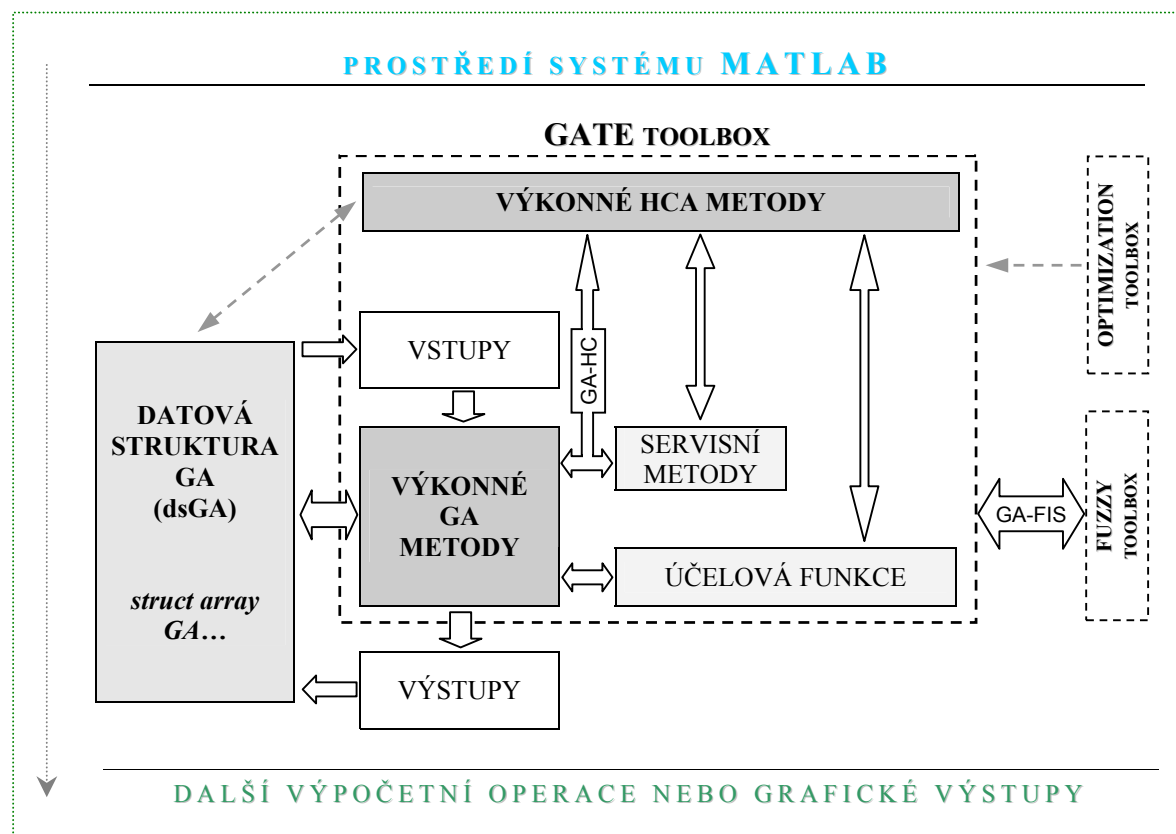 PROSTŘEDÍ SYSTÉMU MATLAB
GATE TOOLBOX
VÝKONNÉ HCA METODY
OPTIMIZATION
TOOLBOX
VSTUPY
GA-HC
DATOVÁ
STRUKTURA
GA
(dsGA)
struct array
GA…
VÝKONNÉ
GA
METODY
SERVISNÍ
METODY
GA-FIS
FUZZY
TOOLBOX
ÚČELOVÁ FUNKCE
VÝSTUPY
DALŠÍ VÝPOČETNÍ OPERACE NEBO GRAFICKÉ VÝSTUPY